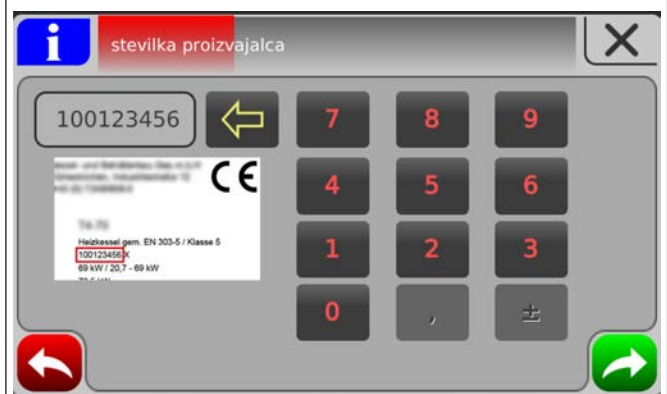 i
stevilka proizvajalca
100123456
7 8 9
4 5 6
1 2 3
0 , ±
CE
Heizkessel gem. EN 303-5 / Klasse 5
100123456 X
69 kW / 20,7 - 69 kW